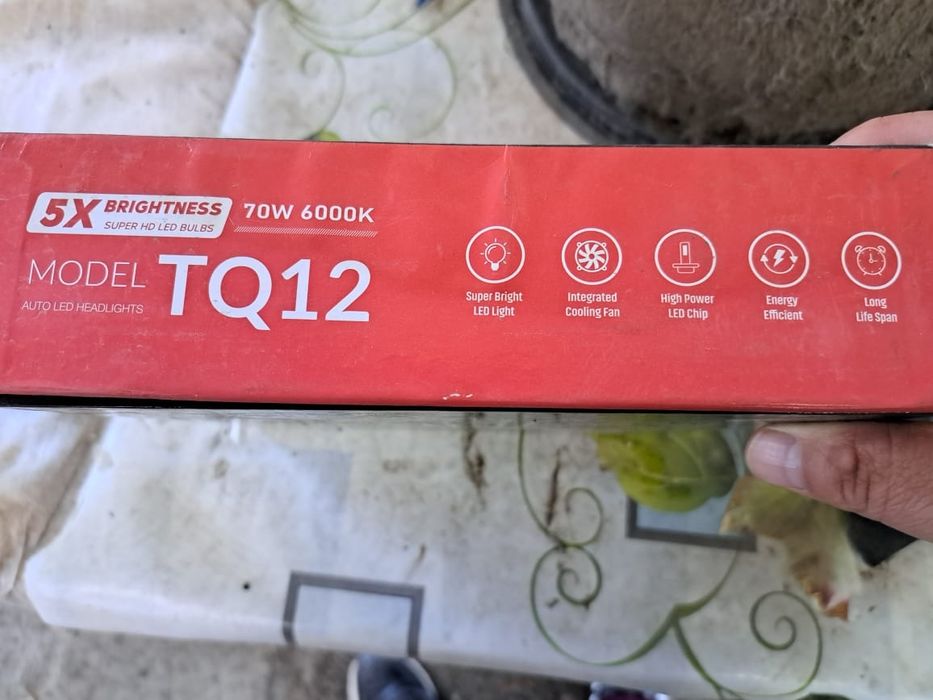 5X BRIGHTNESS
SUPER HD LED BULBS
70W 6000K
MODEL TQ12
AUTO LED HEADLIGHTS
Super Bright
LED Light
Integrated
Cooling Fan
High Power
LED Chip
Energy
Efficient
Long
Life Span